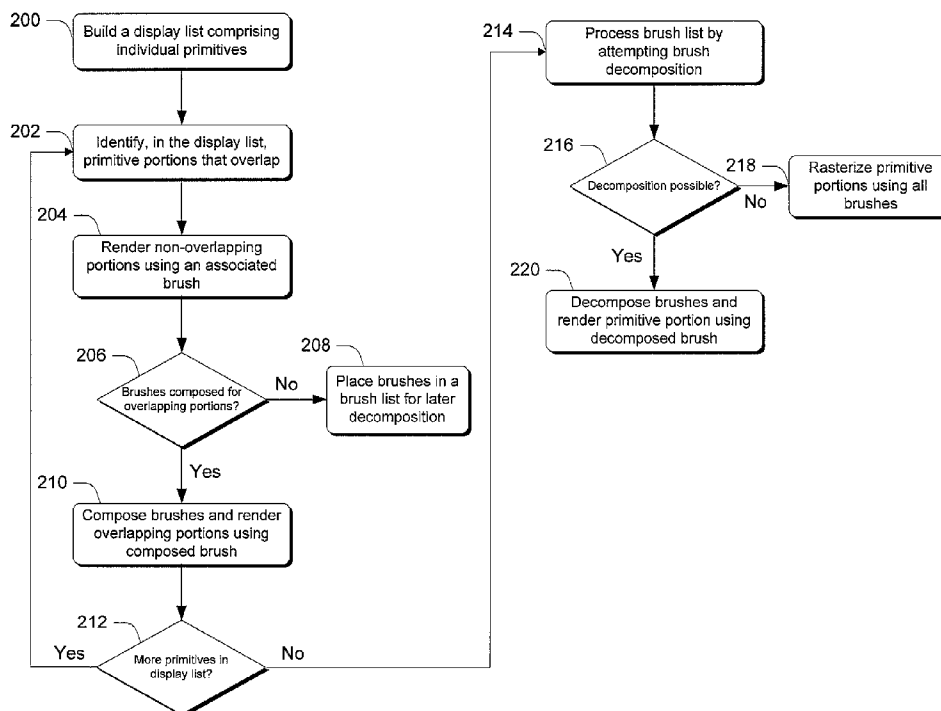 200
Build a display list comprising
individual primitives
202
Identify, in the display list,
primitive portions that overlap
204
Render non-overlapping
portions using an associated
brush
206
Brushes composed for
overlapping portions?
No
208
Place brushes in a
brush list for later
decomposition
Yes
210
Compose brushes and render
overlapping portions using
composed brush
212
More primitives in
display list?
Yes
No
214
Process brush list by
attempting brush
decomposition
216
Decomposition possible?
No
218
Rasterize primitive
portions using all
brushes
Yes
220
Decompose brushes and
render primitive portion using
decomposed brush